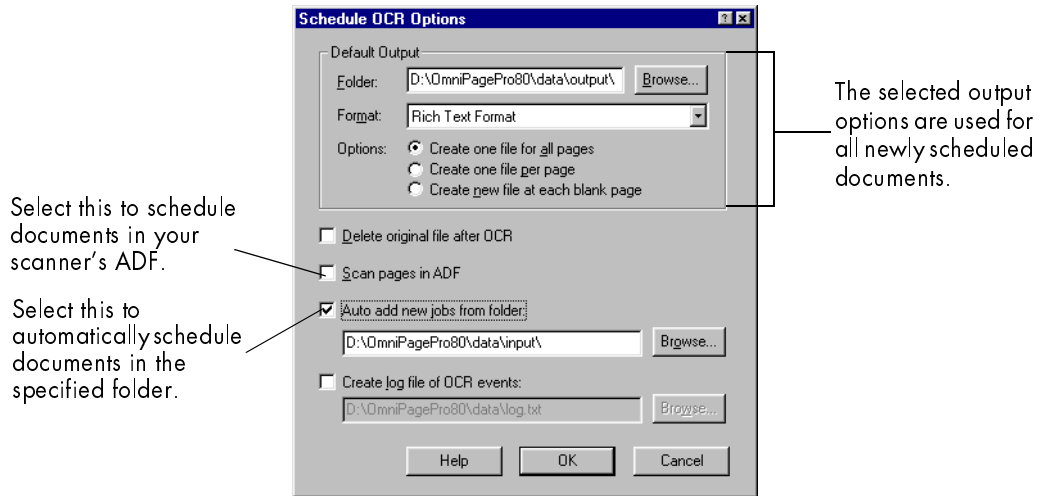 Schedule OCR Options
Default Output
Folder: D:\OmniPagePro80\data\output\ Browse...
Format: Rich Text Format
Options: Create one file for all pages
Create one file per page
Create new file at each blank page
The selected output
options are used for
all newly scheduled
documents.
Delete original file after OCR
Select this to schedule
documents in your
scanner's ADF.
Scan pages in ADF
Select this to
automatically schedule
documents in the
specified folder.
Auto add new jobs from folder:
D:\OmniPagePro80\data\input\ Browse...
Create log file of OCR events:
D:\OmniPagePro80\data\log.txt Browse...
Help OK Cancel